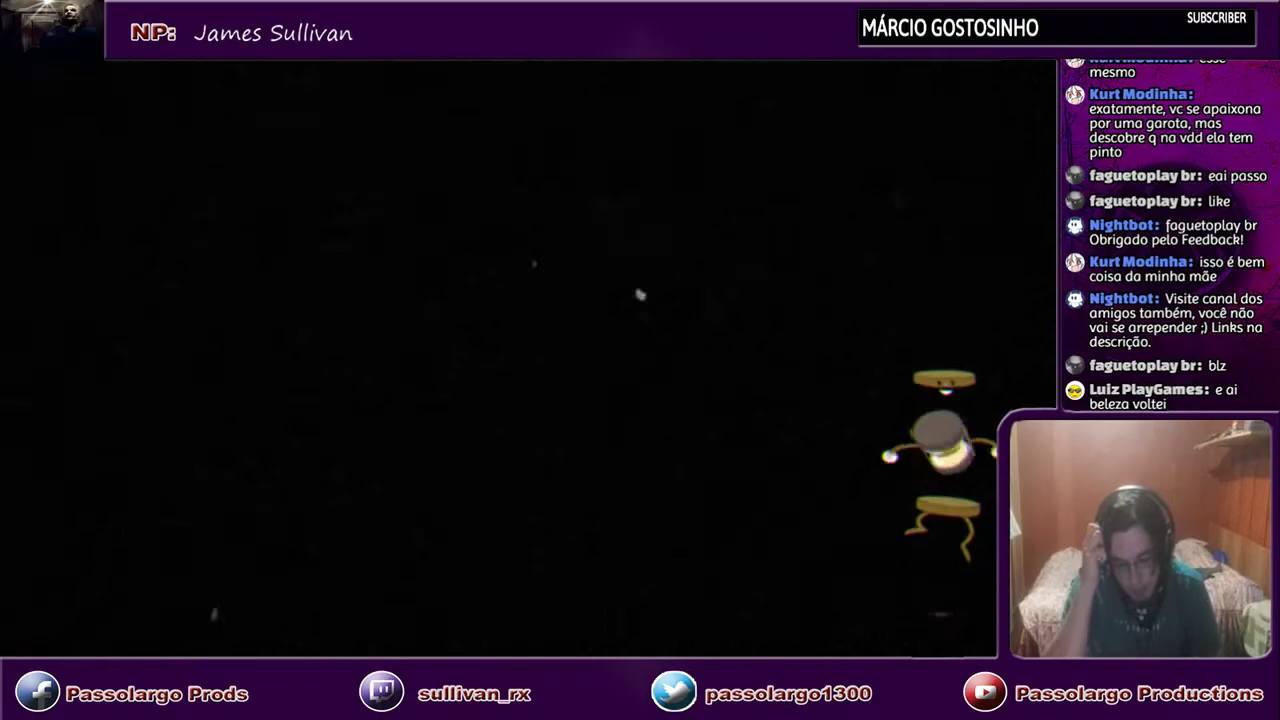 NP: James Sullivan
MÁRCIO GOSTOSINHO
SUBSCRIBER
Kurt Modinha: esse
mesmo
Kurt Modinha:
exatamente, vc se apaixona
por uma garota, mas
descobre q na vdd ela tem
pinto
faguetoplay br: eai passo
faguetoplay br: like
Nightbot: faguetoplay br
Obrigado pelo Feedback!
Kurt Modinha: isso é bem
coisa da minha mãe
Nightbot: Visite canal dos
amigos também, você não
vai se arrepender ;) Links na
descrição.
faguetoplay br: blz
Luiz PlayGames: e ai
beleza voltei
Passolargo Prods
sullivan_rx
passolargo1300
Passolargo Productions